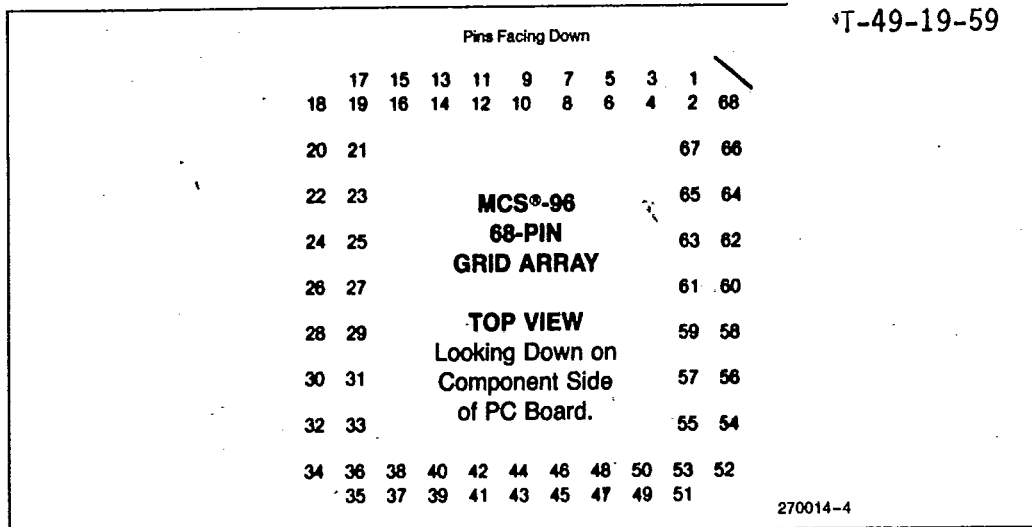 T-49-19-59
Pins Facing Down
17 15 13 11 9 7 5 3 1
18 19 16 14 12 10 8 6 4 2 68
20 21 67 66
22 23 65 64
MCS®-96
24 25 68-PIN 63 62
GRID ARRAY
26 27 61 60
28 29 TOP VIEW 59 58
Looking Down on
30 31 Component Side 57 56
of PC Board.
32 33 55 54
34 36 38 40 42 44 46 48 50 53 52
35 37 39 41 43 45 47 49 51
270014-4